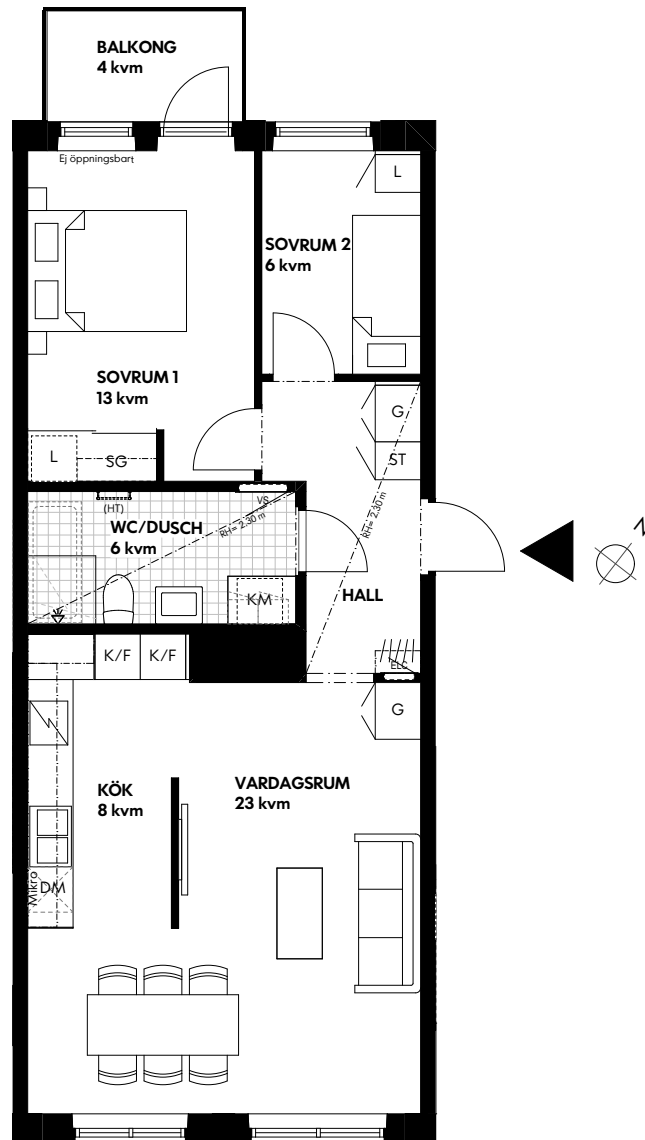 BALKONG
4 kvm
Ej öppningsbart
L
SOVRUM 2
6 kvm
SOVRUM 1
13 kvm
G
L
SG
ST
VS
(HT)
WC/DUSCH
6 kvm
RH= 2.30 m
RH= 2.30 m
N
KM
HALL
K/F
K/F
ELC
G
KÖK
8 kvm
VARDAGSRUM
23 kvm
Mikro
DM